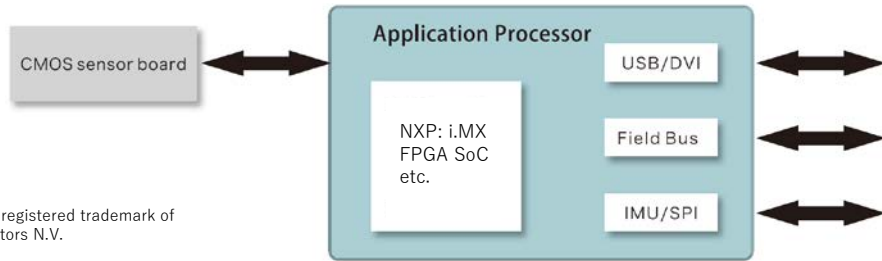 Application Processor
CMOS sensor board
USB/DVI
NXP: i.MX
FPGA SoC
etc.
Field Bus
IMU/SPI
registered trademark of
tors N.V.